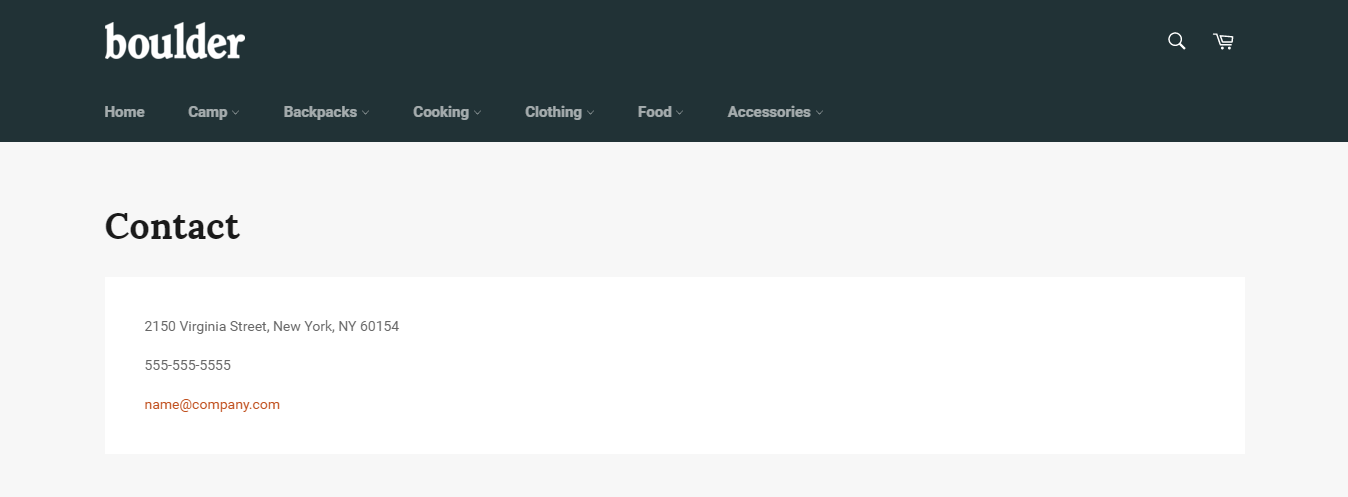 boulder
Home Camp Backpacks Cooking Clothing Food Accessories
Contact
2150 Virginia Street, New York, NY 60154
555-555-5555
name@company.com